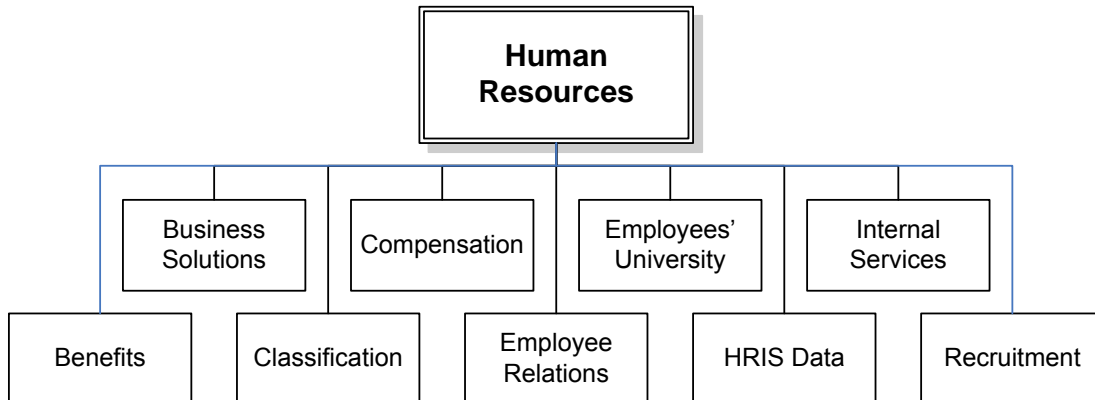 Human
Resources
Business
Solutions
Compensation
Employees’
University
Internal
Services
Benefits
Classification
Employee
Relations
HRIS Data
Recruitment